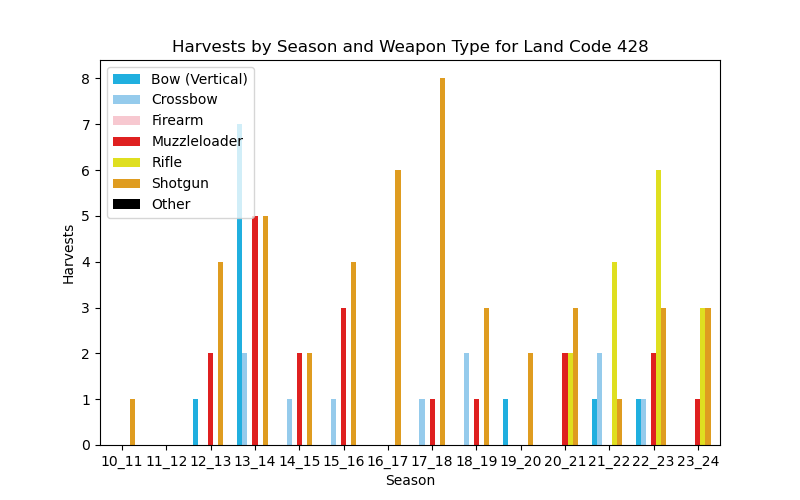 Harvests by Season and Weapon Type for Land Code 428
Bow (Vertical)
Crossbow
Firearm
Muzzleloader
Rifle
Shotgun
Other
8
7
6
5
4
3
2
1
0
Harvests
10_11 11_12 12_13 13_14 14_15 15_16 16_17 17_18 18_19 19_20 20_21 21_22 22_23 23_24
Season